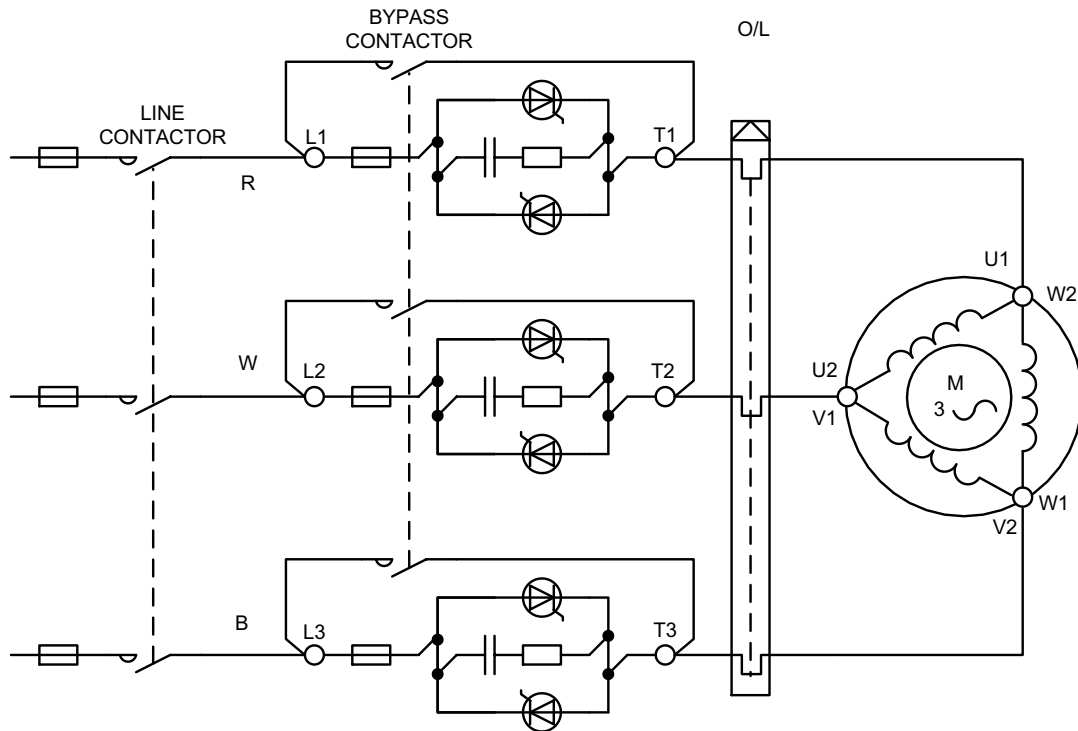 BYPASS
CONTACTOR
O/L
LINE
CONTACTOR
L1
T1
R
U1
W2
W
L2
T2
U2
M
3
V1
W1
V2
B
L3
T3